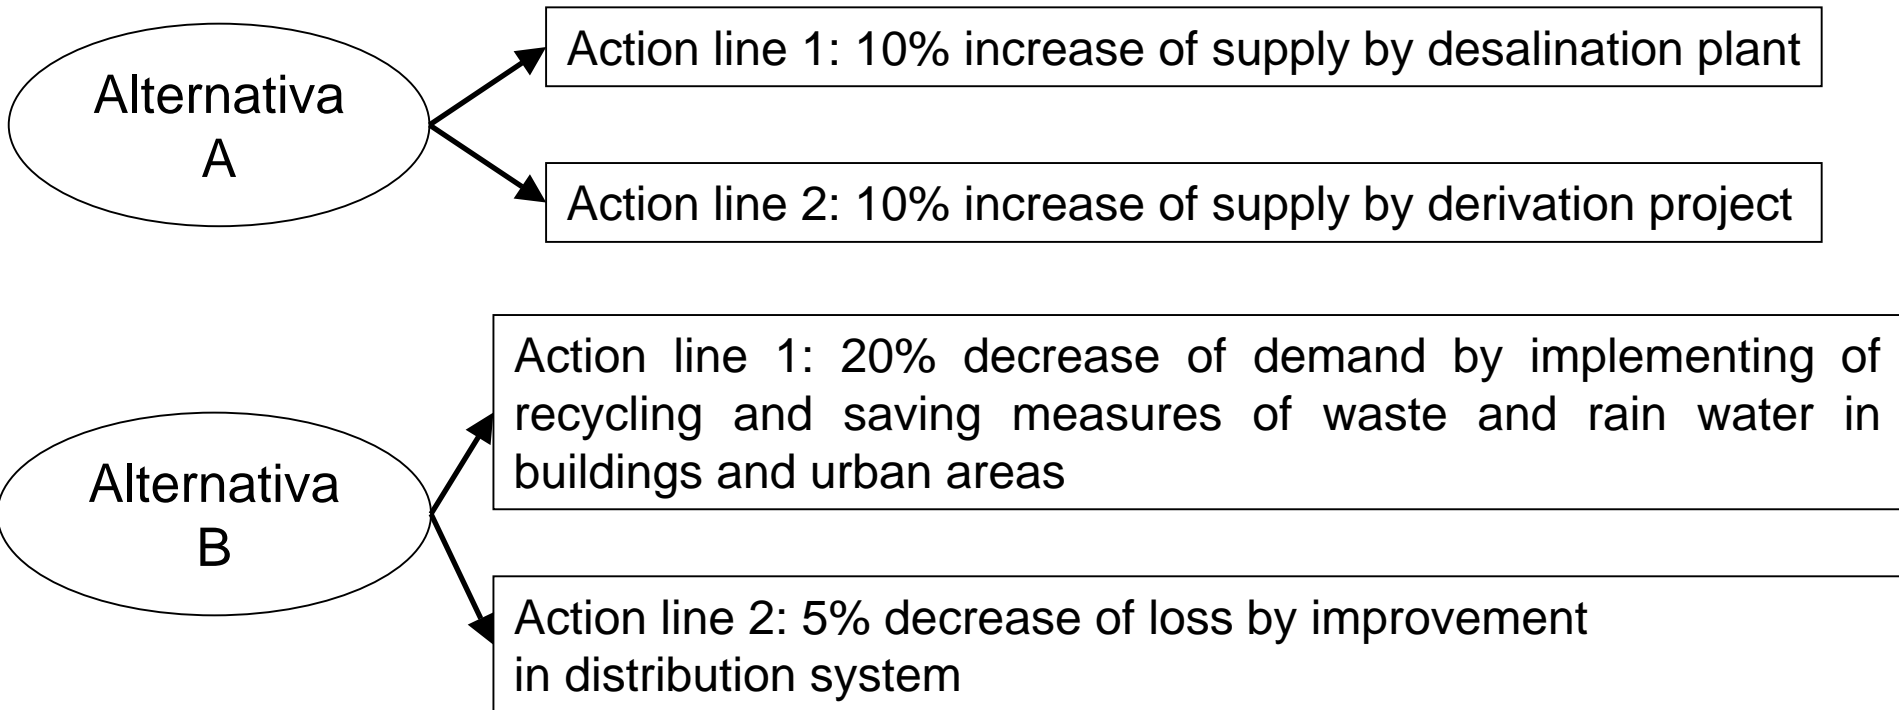 Alternativa
A
Action line 1: 10% increase of supply by desalination plant
Action line 2: 10% increase of supply by derivation project
Alternativa
B
Action line 1: 20% decrease of demand by implementing of
recycling and saving measures of waste and rain water in
buildings and urban areas
Action line 2: 5% decrease of loss by improvement
in distribution system